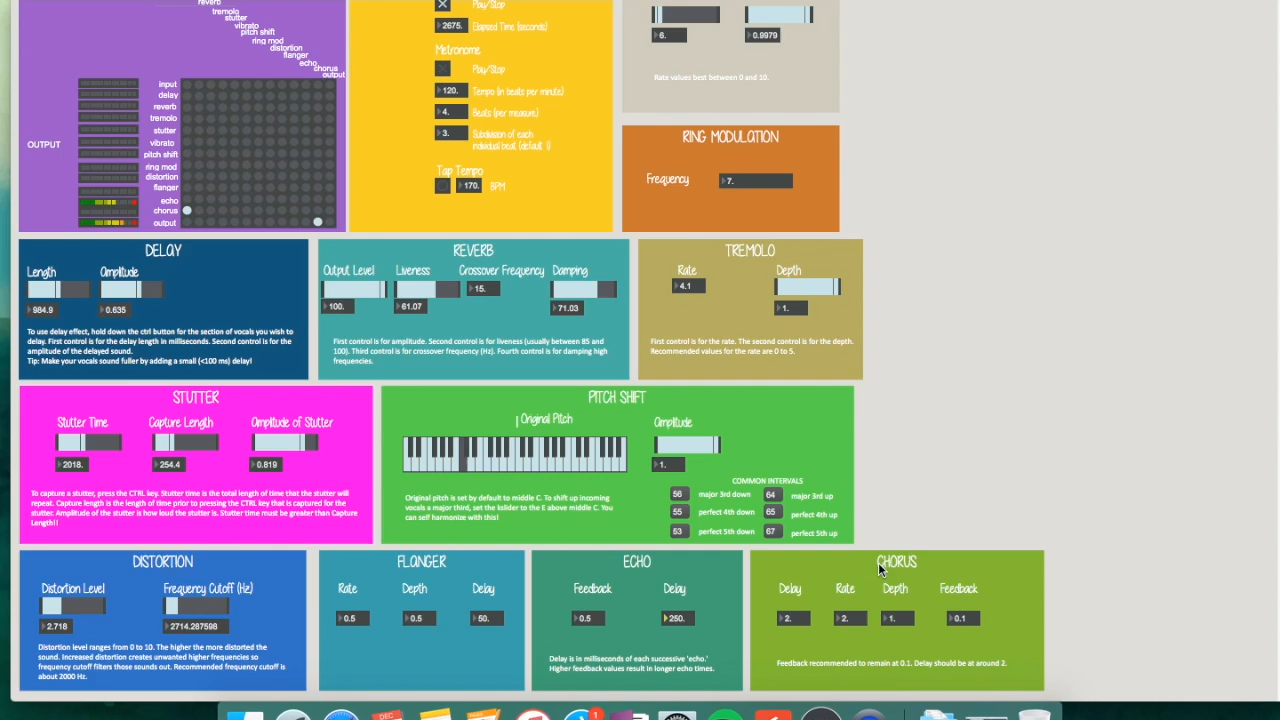 reverb
tremolo
stutter
vibrato
pitch shift
ring mod
distortion
flanger
echo
chorus
output
OUTPUT
input
delay
reverb
tremolo
stutter
vibrato
pitch shift
ring mod
distortion
flanger
echo
chorus
output
Play/Stop
2675. Elapsed Time (seconds)
Metronome
Play/Stop
120. Tempo (in beats per minute)
4. Beats (per measure)
3. Subdivision of each
individual beat (default 1)
Tap Tempo
170. BPM
6. 0.9979
Rate values best between 0 and 10.
RING MODULATION
Frequency 7.
DELAY
Length Amplitude
984.9 0.635
To use delay effect, hold down the ctrl button for the section of vocals you wish to
delay. First control is for the delay length in milliseconds. Second control is for the
amplitude of the delayed sound.
Tip: Make your vocals sound fuller by adding a small (<100 ms) delay!
REVERB
Output Level Liveness Crossover Frequency Damping
15.
100. 61.07 71.03
First control is for amplitude. Second control is for liveness (usually between 85 and
100). Third control is for crossover frequency (Hz). Fourth control is for damping high
frequencies.
TREMOLO
Rate Depth
4.1
1.
First control is for the rate. The second control is for the depth.
Recommended values for the rate are 0 to 5.
STUTTER
Stutter Time Capture Length Amplitude of Stutter
2018. 254.4 0.819
To capture a stutter, press the CTRL key. Stutter time is the total length of time that the stutter will
repeat. Capture length is the length of time prior to pressing the CTRL key that is captured for the
stutter. Amplitude of the stutter is how loud the stutter is. Stutter time must be greater than Capture
Length!!
PITCH SHIFT
| Original Pitch
Amplitude
1.
Original pitch is set by default to middle C. To shift up incoming
vocals a major third, set the kslider to the E above middle C. You
can self harmonize with this!
COMMON INTERVALS
56 major 3rd down 64 major 3rd up
55 perfect 4th down 65 perfect 4th up
53 perfect 5th down 67 perfect 5th up
DISTORTION
Distortion Level Frequency Cutoff (Hz)
2.718 2714.287598
Distortion level ranges from 0 to 10. The higher the more distorted the
sound. Increased distortion creates unwanted higher frequencies so
frequency cutoff filters those sounds out. Recommended frequency cutoff is
about 2000 Hz.
FLANGER
Rate Depth Delay
0.5 0.5 50.
ECHO
Feedback Delay
0.5 250.
Delay is in milliseconds of each successive 'echo.'
Higher feedback values result in longer echo times.
CHORUS
Delay Rate Depth Feedback
2. 2. 1. 0.1
Feedback recommended to remain at 0.1. Delay should be at around 2.
DEC
1